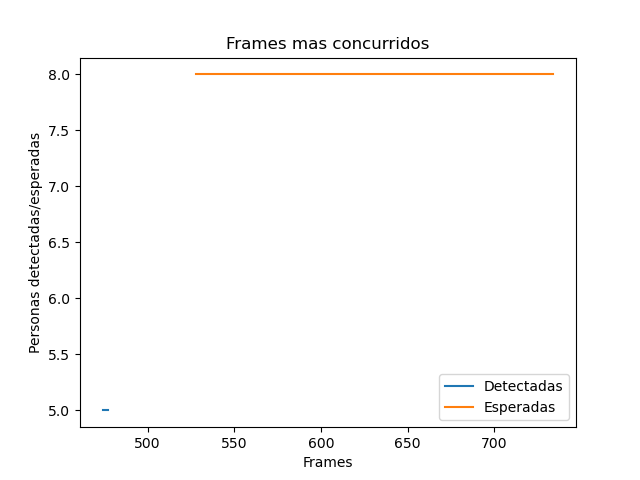 Frames mas concurridos
Personas detectadas/esperadas
8.0
7.5
7.0
6.5
6.0
5.5
5.0
500
550
600
650
700
Frames
Detectadas
Esperadas